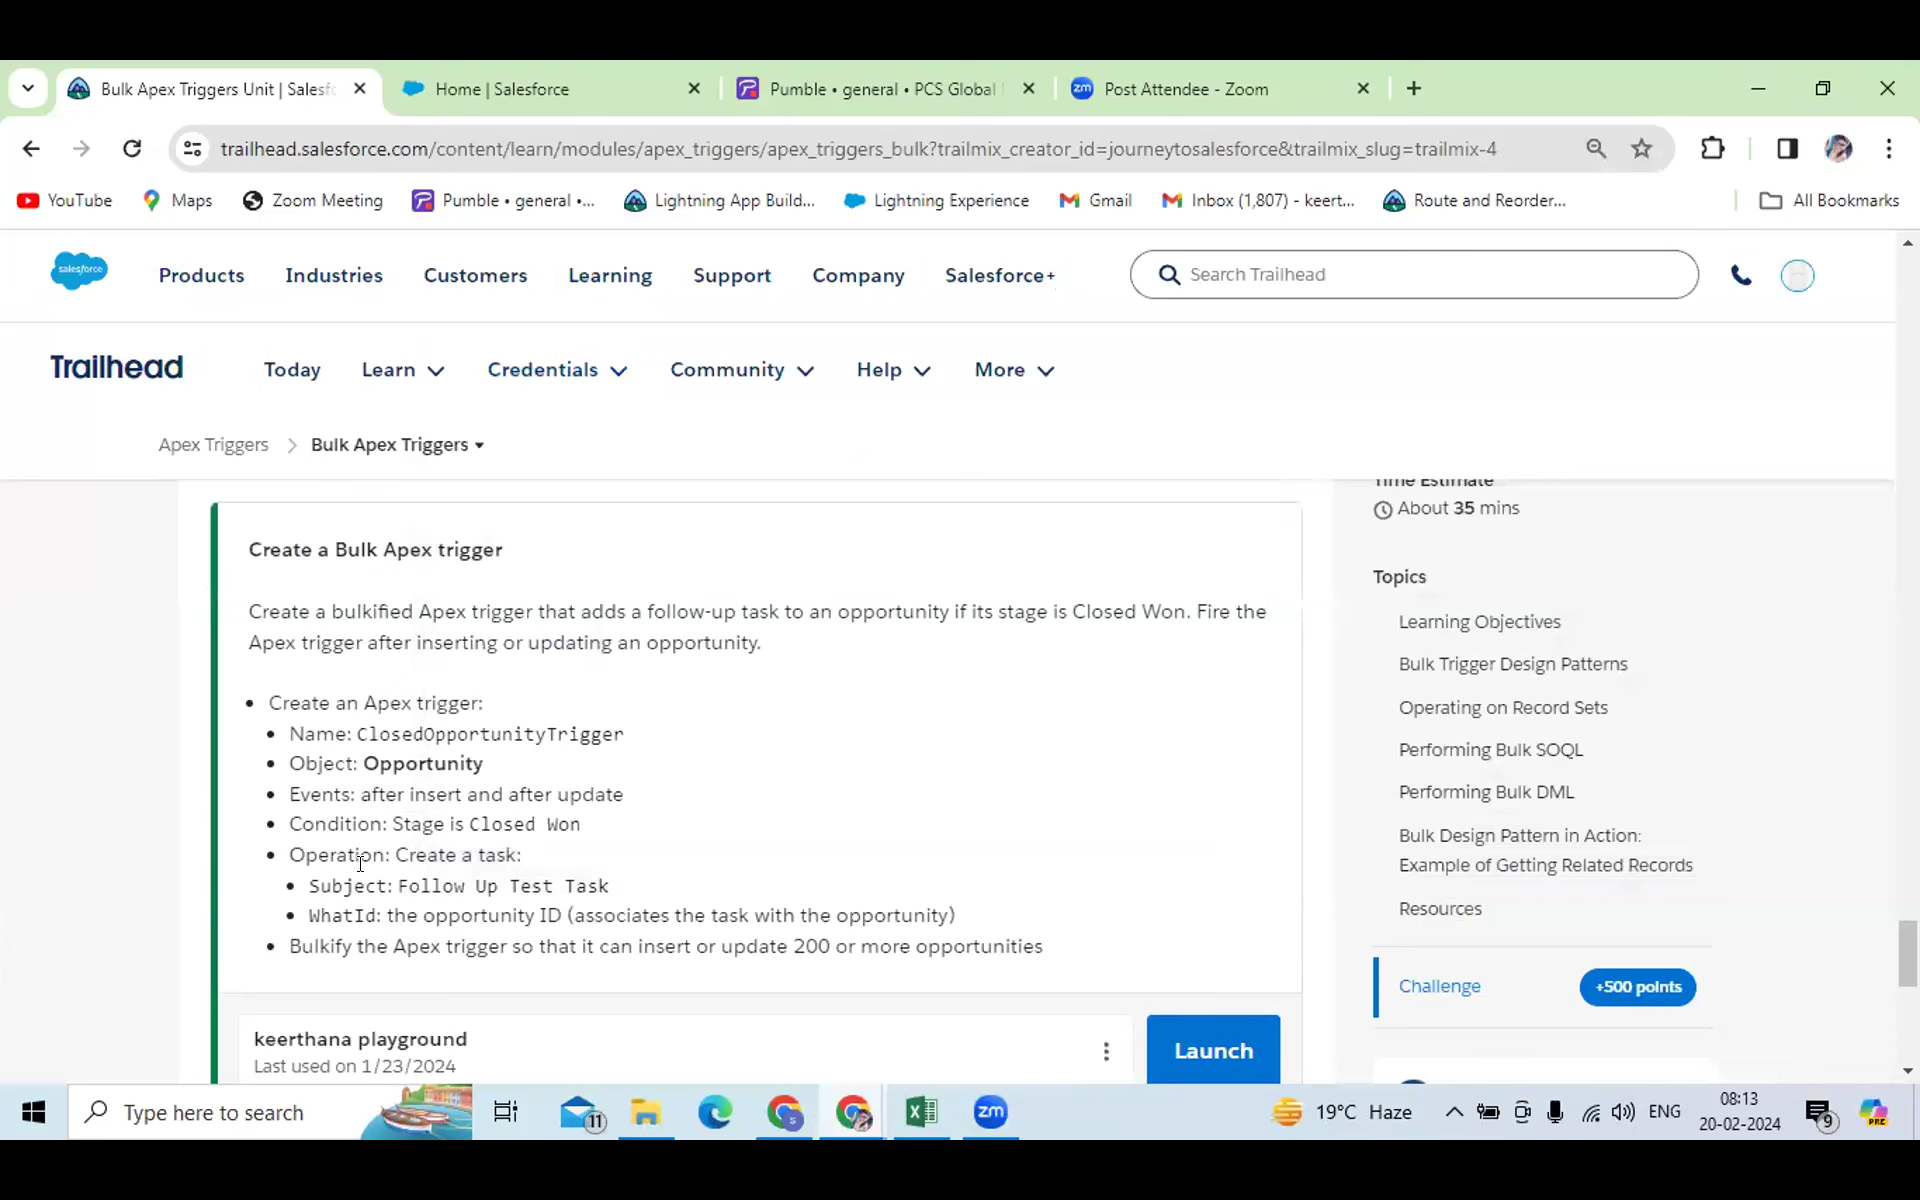 Bulk Apex Triggers Unit | Salesf
Home | Salesforce
Pumble • general • PCS Global
zm
Post Attendee - Zoom
trailhead.salesforce.com/content/learn/modules/apex_triggers/apex_triggers_bulk?trailmix_creator_id=journeytosalesforce&trailmix_slug=trailmix-4
YouTube
Maps
Zoom Meeting
Pumble • general •...
Lightning App Build...
Lightning Experience
Gmail
Inbox (1,807) - keert...
Route and Reorder...
All Bookmarks
salesforce
Products
Industries
Customers
Learning
Support
Company
Salesforce+
Search Trailhead
Trailhead
Today
Learn
Credentials
Community
Help
More
Apex Triggers
Bulk Apex Triggers
Time Estimate
About 35 mins
Create a Bulk Apex trigger
Create a bulkified Apex trigger that adds a follow-up task to an opportunity if its stage is Closed Won. Fire the
Apex trigger after inserting or updating an opportunity.
• Create an Apex trigger:
• Name: ClosedOpportunityTrigger
• Object: Opportunity
• Events: after insert and after update
• Condition: Stage is Closed Won
• Operation: Create a task:
• Subject: Follow Up Test Task
• WhatId: the opportunity ID (associates the task with the opportunity)
• Bulkify the Apex trigger so that it can insert or update 200 or more opportunities
keerthana playground
Last used on 1/23/2024
Launch
Topics
Learning Objectives
Bulk Trigger Design Patterns
Operating on Record Sets
Performing Bulk SOQL
Performing Bulk DML
Bulk Design Pattern in Action:
Example of Getting Related Records
Resources
Challenge
+500 points
Type here to search
11
zm
19°C Haze
ENG
08:13
20-02-2024
9
PRE